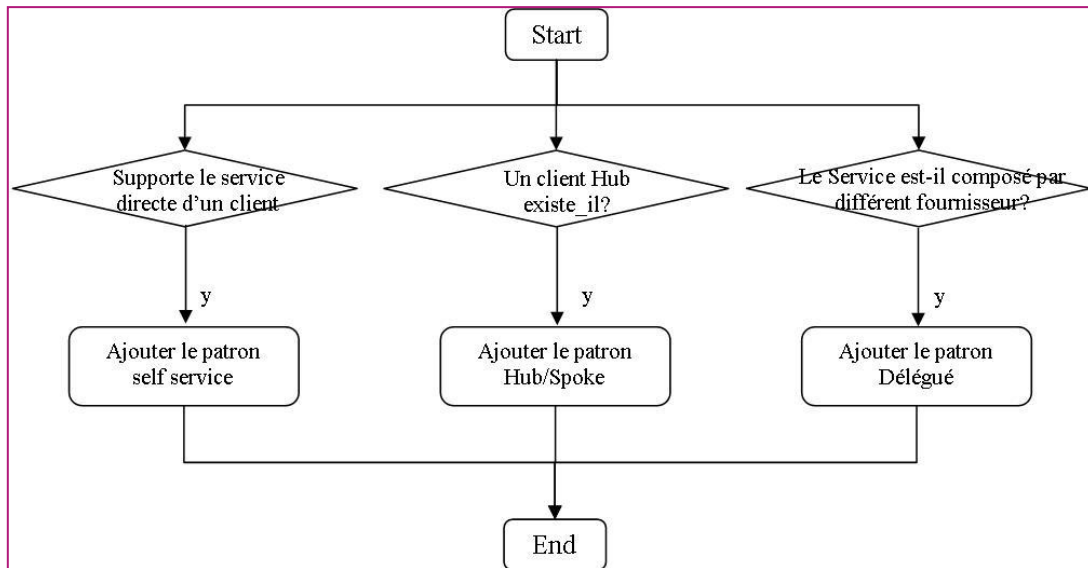 Start
Supporte le service
directe d'un client
Un client Hub
existe_il?
Le Service est-il composé par
différent fournisseur?
y
y
y
Ajouter le patron
self service
Ajouter le patron
Hub/Spoke
Ajouter le patron
Délégué
End